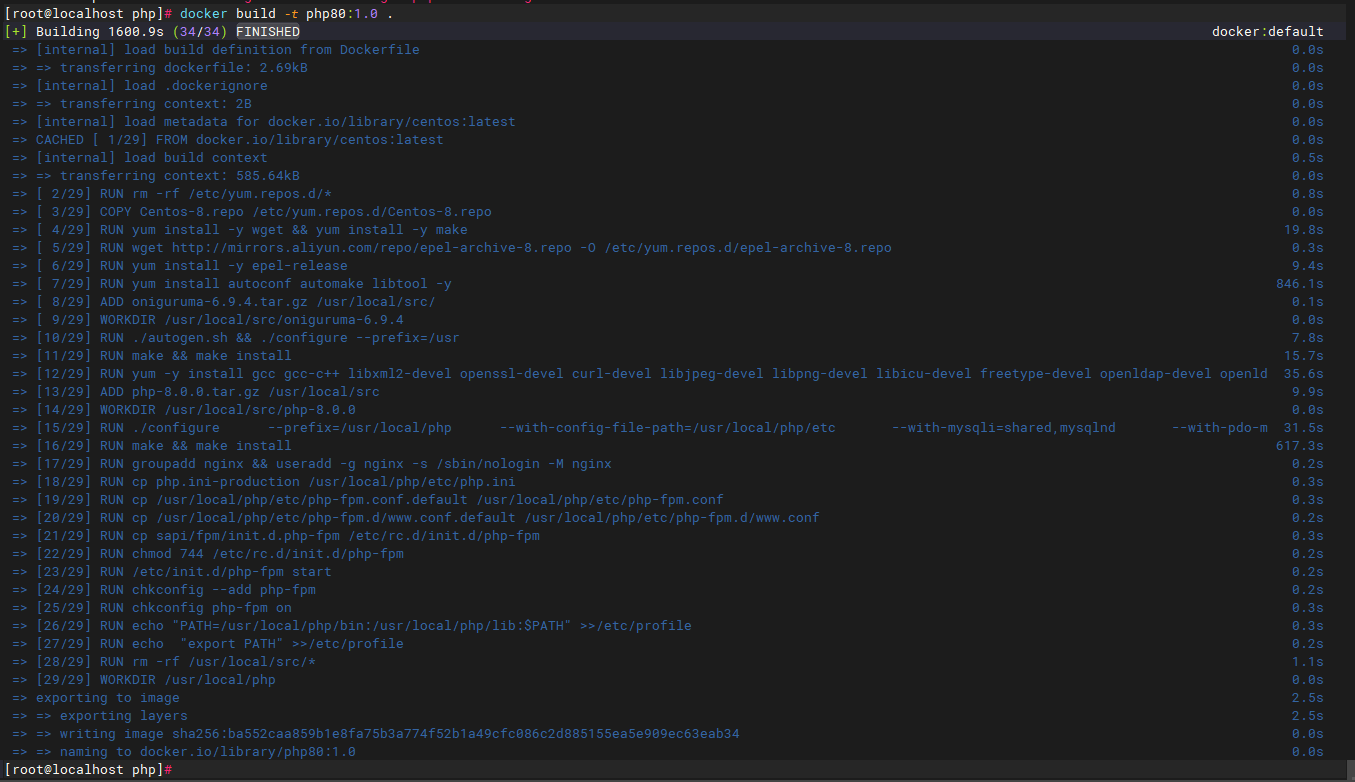 [root@localhost php]# docker build -t php80:1.0 .
[+] Building 1600.9s (34/34) FINISHED docker:default
=> [internal] load build definition from Dockerfile 0.0s
=> => transferring dockerfile: 2.69kB 0.0s
=> [internal] load .dockerignore 0.0s
=> => transferring context: 2B 0.0s
=> [internal] load metadata for docker.io/library/centos:latest 0.0s
=> CACHED [ 1/29] FROM docker.io/library/centos:latest 0.0s
=> [internal] load build context 0.5s
=> => transferring context: 585.64kB 0.0s
=> [ 2/29] RUN rm -rf /etc/yum.repos.d/* 0.8s
=> [ 3/29] COPY Centos-8.repo /etc/yum.repos.d/Centos-8.repo 0.0s
=> [ 4/29] RUN yum install -y wget && yum install -y make 19.8s
=> [ 5/29] RUN wget http://mirrors.aliyun.com/repo/epel-archive-8.repo -O /etc/yum.repos.d/epel-archive-8.repo 0.3s
=> [ 6/29] RUN yum install -y epel-release 9.4s
=> [ 7/29] RUN yum install autoconf automake libtool -y 846.1s
=> [ 8/29] ADD oniguruma-6.9.4.tar.gz /usr/local/src/ 0.1s
=> [ 9/29] WORKDIR /usr/local/src/oniguruma-6.9.4 0.0s
=> [10/29] RUN ./autogen.sh && ./configure --prefix=/usr 7.8s
=> [11/29] RUN make && make install 15.7s
=> [12/29] RUN yum -y install gcc gcc-c++ libxml2-devel openssl-devel curl-devel libjpeg-devel libpng-devel libicu-devel freetype-devel openldap-devel openld 35.6s
=> [13/29] ADD php-8.0.0.tar.gz /usr/local/src 9.9s
=> [14/29] WORKDIR /usr/local/src/php-8.0.0 0.0s
=> [15/29] RUN ./configure --prefix=/usr/local/php --with-config-file-path=/usr/local/php/etc --with-mysqli=shared,mysqlnd --with-pdo-m 31.5s
=> [16/29] RUN make && make install 617.3s
=> [17/29] RUN groupadd nginx && useradd -g nginx -s /sbin/nologin -M nginx 0.2s
=> [18/29] RUN cp php.ini-production /usr/local/php/etc/php.ini 0.3s
=> [19/29] RUN cp /usr/local/php/etc/php-fpm.conf.default /usr/local/php/etc/php-fpm.conf 0.3s
=> [20/29] RUN cp /usr/local/php/etc/php-fpm.d/www.conf.default /usr/local/php/etc/php-fpm.d/www.conf 0.2s
=> [21/29] RUN cp sapi/fpm/init.d.php-fpm /etc/rc.d/init.d/php-fpm 0.3s
=> [22/29] RUN chmod 744 /etc/rc.d/init.d/php-fpm 0.2s
=> [23/29] RUN /etc/init.d/php-fpm start 0.2s
=> [24/29] RUN chkconfig --add php-fpm 0.2s
=> [25/29] RUN chkconfig php-fpm on 0.3s
=> [26/29] RUN echo "PATH=/usr/local/php/bin:/usr/local/php/lib:$PATH" >>/etc/profile 0.3s
=> [27/29] RUN echo "export PATH" >>/etc/profile 0.2s
=> [28/29] RUN rm -rf /usr/local/src/* 1.1s
=> [29/29] WORKDIR /usr/local/php 0.0s
=> exporting to image 2.5s
=> => exporting layers 2.5s
=> => writing image sha256:ba552caa859b1e8fa75b3a774f52b1a49cfc086c2d885155ea5e909ec63eab34 0.0s
=> => naming to docker.io/library/php80:1.0 0.0s
[root@localhost php]#